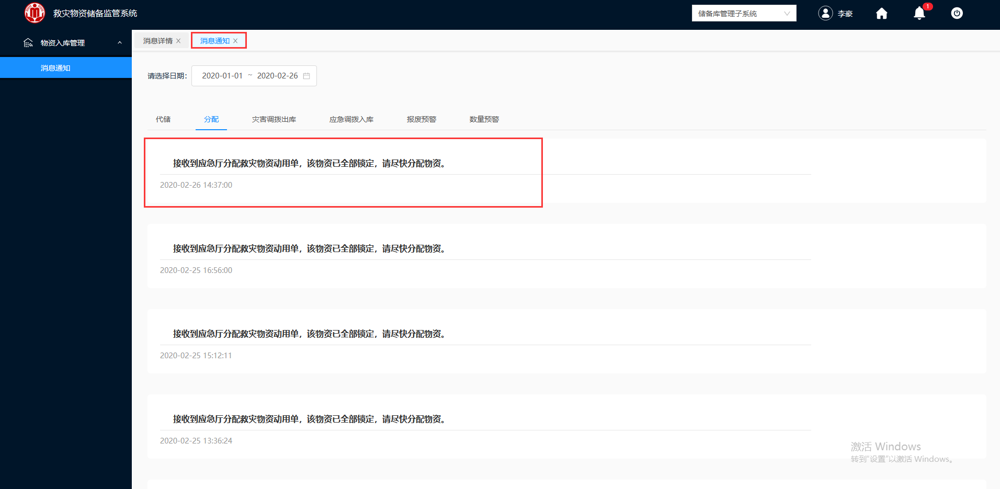 救灾物资储备监管系统
储备库管理子系统
李豪
1
物资入库管理
消息通知
消息详情
消息通知
请选择日期：
2020-01-01 ~ 2020-02-26
代储
分配
灾害调拨出库
应急调拨入库
报废预警
数量预警
接收到应急厅分配救灾物资动用单，该物资已全部锁定，请尽快分配物资。
2020-02-26 14:37:00
接收到应急厅分配救灾物资动用单，该物资已全部锁定，请尽快分配物资。
2020-02-25 16:56:00
接收到应急厅分配救灾物资动用单，该物资已全部锁定，请尽快分配物资。
2020-02-25 15:12:11
接收到应急厅分配救灾物资动用单，该物资已全部锁定，请尽快分配物资。
2020-02-25 13:36:24
激活 Windows
转到“设置”以激活 Windows。